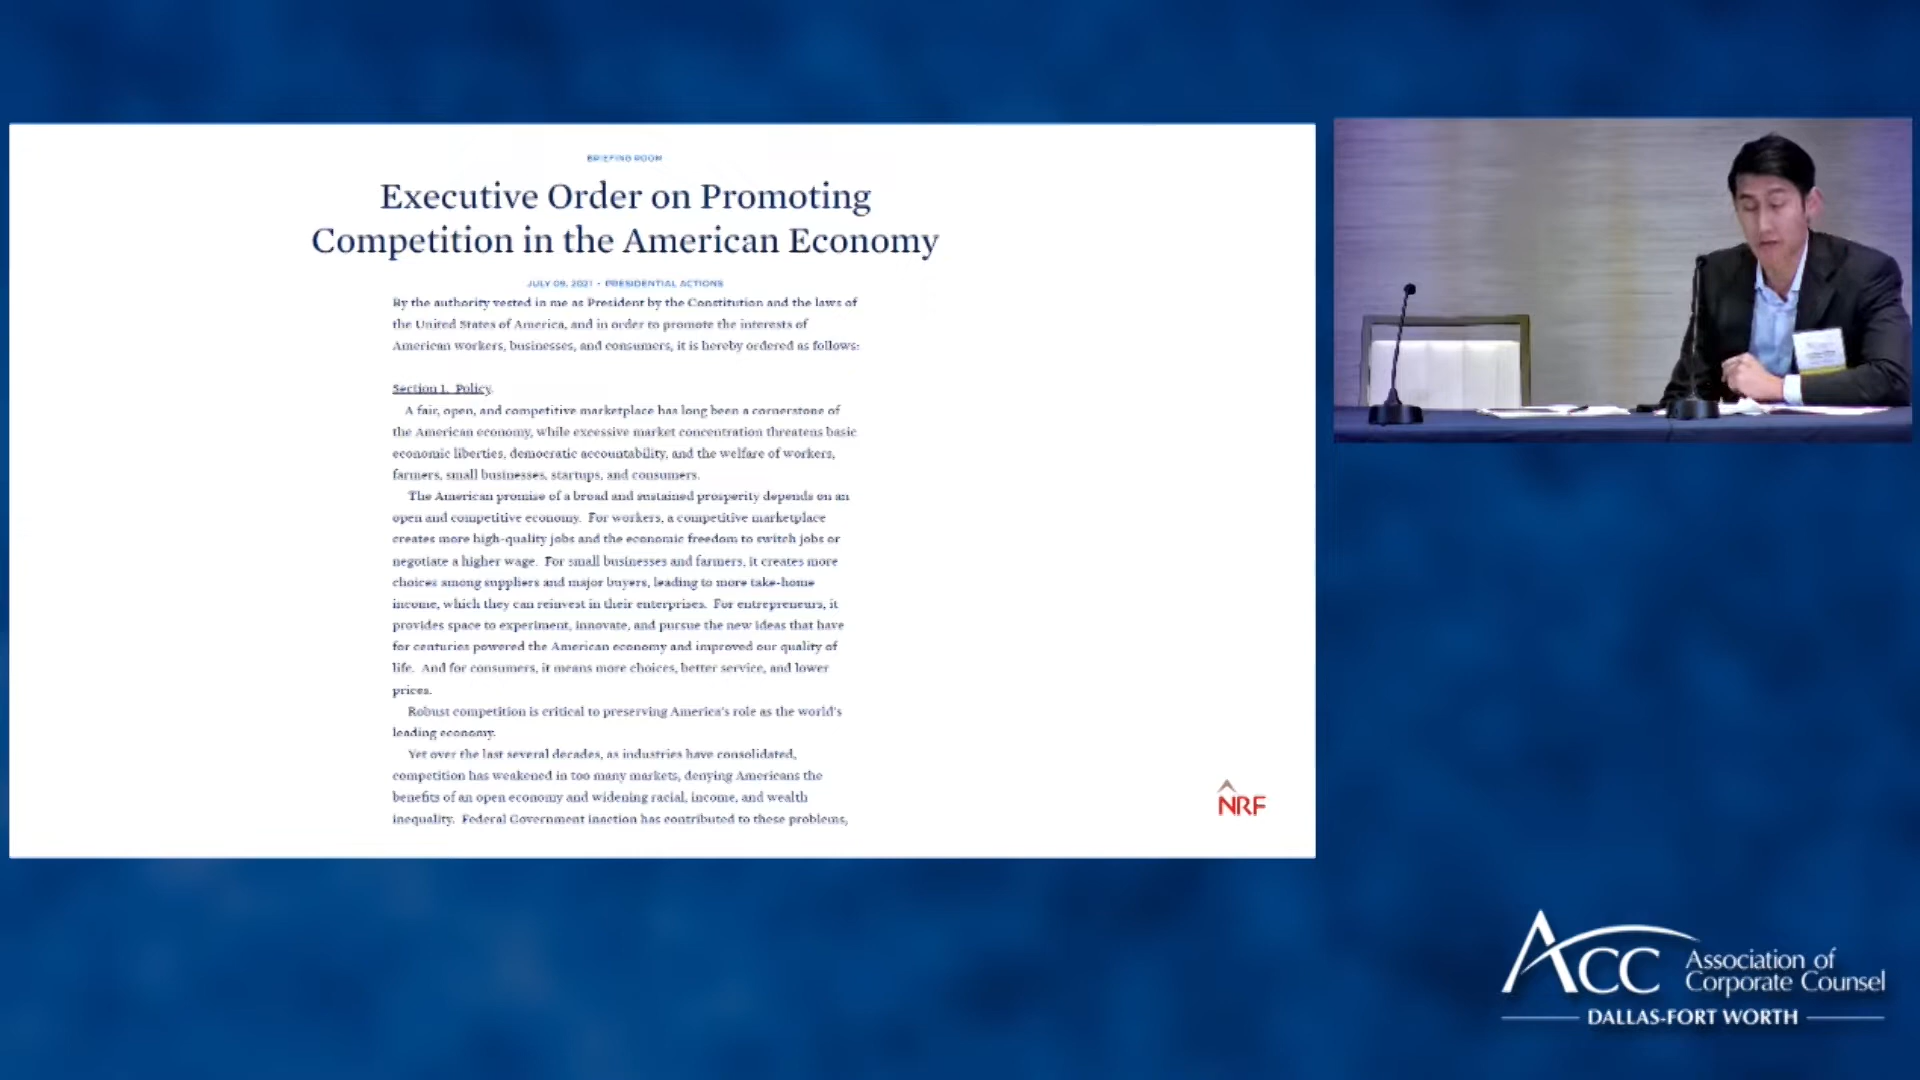 BRIEFING ROOM
Executive Order on Promoting
Competition in the American Economy
JULY 09, 2021 • PRESIDENTIAL ACTIONS
By the authority vested in me as President by the Constitution and the laws of
the United States of America, and in order to promote the interests of
American workers, businesses, and consumers, it is hereby ordered as follows:
Section 1.  Policy.
A fair, open, and competitive marketplace has long been a cornerstone of
the American economy, while excessive market concentration threatens basic
economic liberties, democratic accountability, and the welfare of workers,
farmers, small businesses, startups, and consumers.
The American promise of a broad and sustained prosperity depends on an
open and competitive economy.  For workers, a competitive marketplace
creates more high-quality jobs and the economic freedom to switch jobs or
negotiate a higher wage.  For small businesses and farmers, it creates more
choices among suppliers and major buyers, leading to more take-home
income, which they can reinvest in their enterprises.  For entrepreneurs, it
provides space to experiment, innovate, and pursue the new ideas that have
for centuries powered the American economy and improved our quality of
life.  And for consumers, it means more choices, better service, and lower
prices.
Robust competition is critical to preserving America's role as the world's
leading economy.
Yet over the last several decades, as industries have consolidated,
competition has weakened in too many markets, denying Americans the
benefits of an open economy and widening racial, income, and wealth
inequality.  Federal Government inaction has contributed to these problems,
NRF
ACC
Association of
Corporate Counsel
DALLAS-FORT WORTH